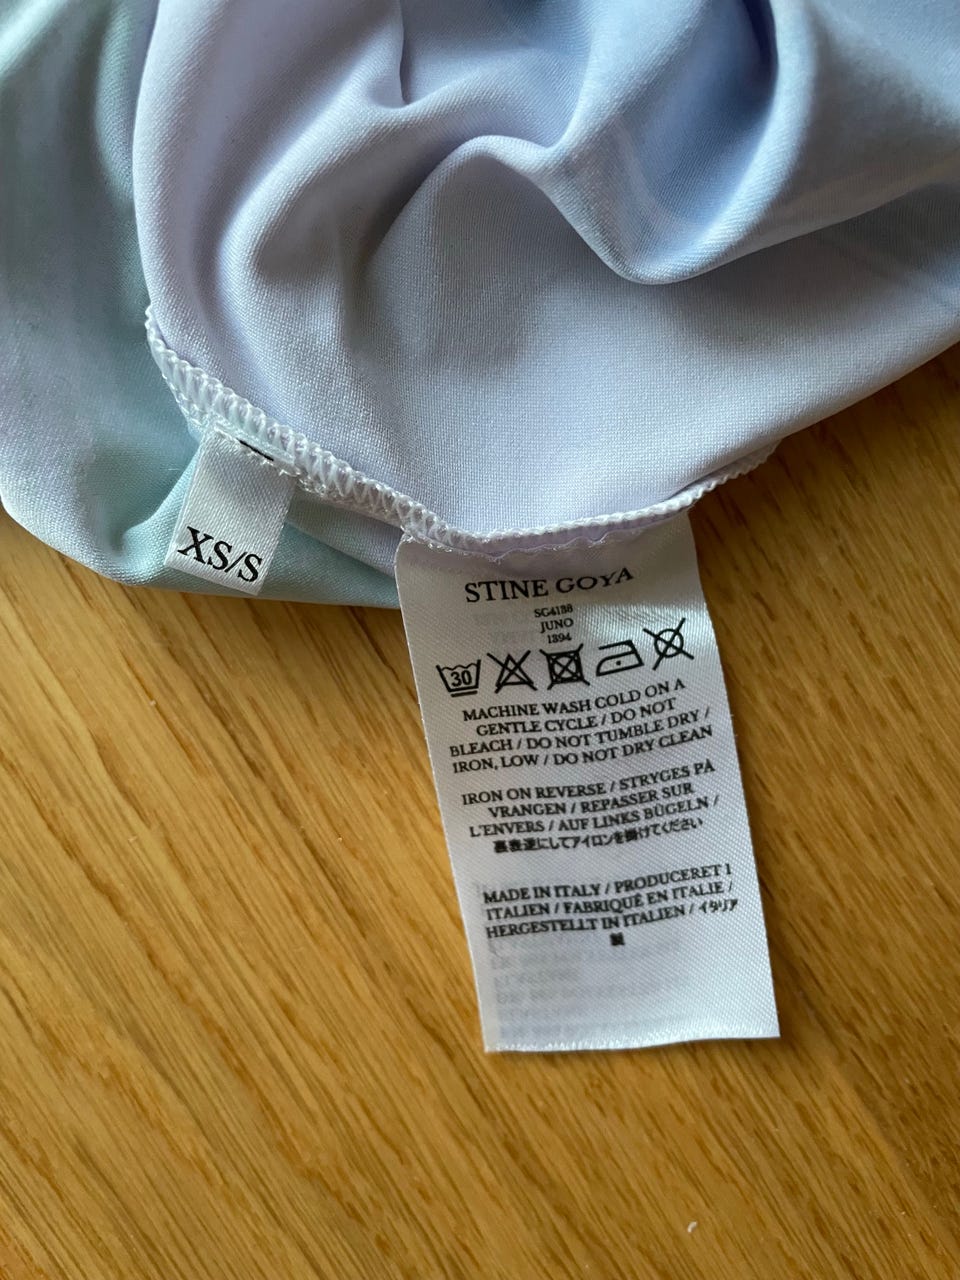 XS/S
STINE GOYA
SG4138
JUNO
1394
30
MACHINE WASH COLD ON A
GENTLE CYCLE / DO NOT
BLEACH / DO NOT TUMBLE DRY /
IRON, LOW / DO NOT DRY CLEAN
IRON ON REVERSE / STRYGES PÅ
VRANGEN / REPASSER SUR
L'ENVERS / AUF LINKS BÜGELN /
裏表逆にしてアイロンを掛けてください
MADE IN ITALY / PRODUCERET I
ITALIEN / FABRIQUÉ EN ITALIE /
HERGESTELLT IN ITALIEN / イタリア
製